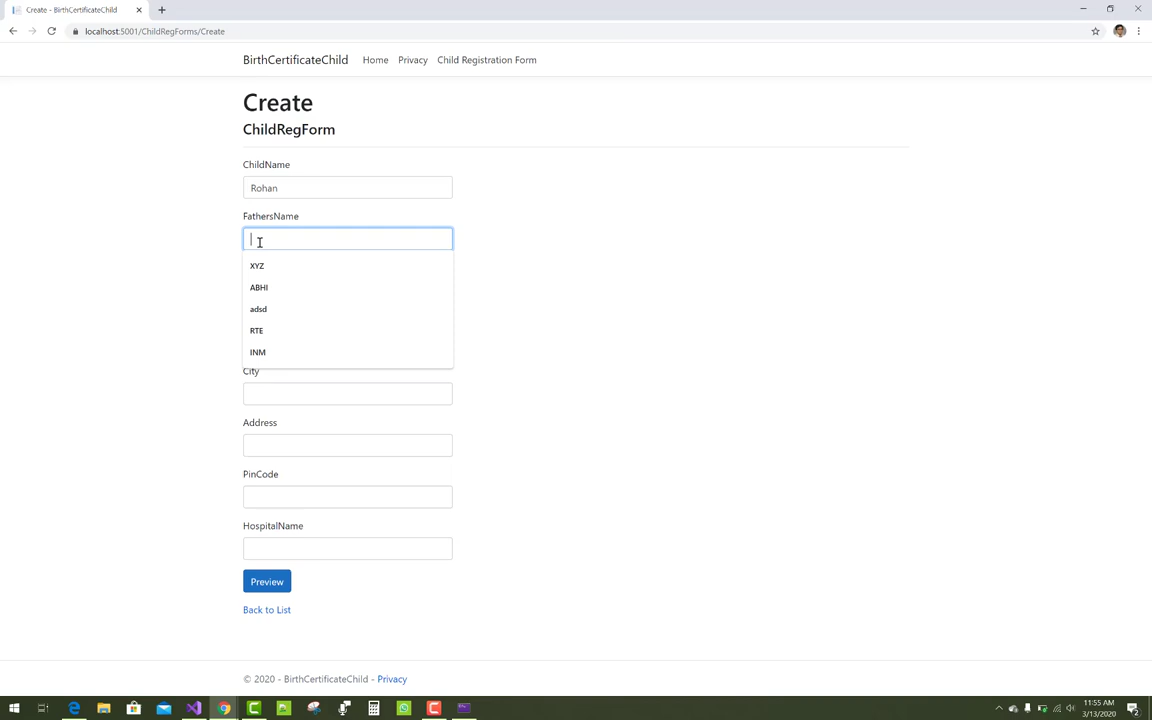 Create - BirthCertificateChild
localhost:5001/ChildRegForms/Create
BirthCertificateChild Home Privacy Child Registration Form
Create
ChildRegForm
ChildName
Rohan
FathersName
XYZ
ABHI
adsd
RTE
INM
City
Address
PinCode
HospitalName
Preview
Back to List
© 2020 - BirthCertificateChild - Privacy
11:55 AM
3/13/2020